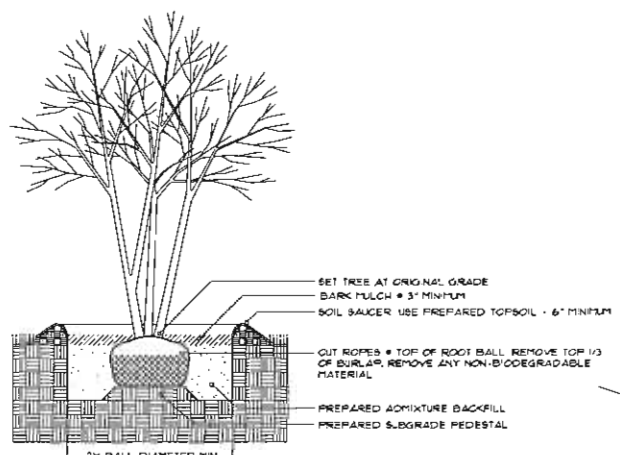 SET TREE AT ORIGINAL GRADE
BARK MULCH • 3" MINIMUM
SOIL SAUCER USE PREPARED TOPSOIL - 6" MINIMUM
CUT ROPES • TOP OF ROOT BALL REMOVE TOP 1/3
OF BURLAP. REMOVE ANY NON-BIODEGRADABLE
MATERIAL
PREPARED ADMIXTURE BACKFILL
PREPARED SUBGRADE PEDESTAL
BALL DIAMETER MIN